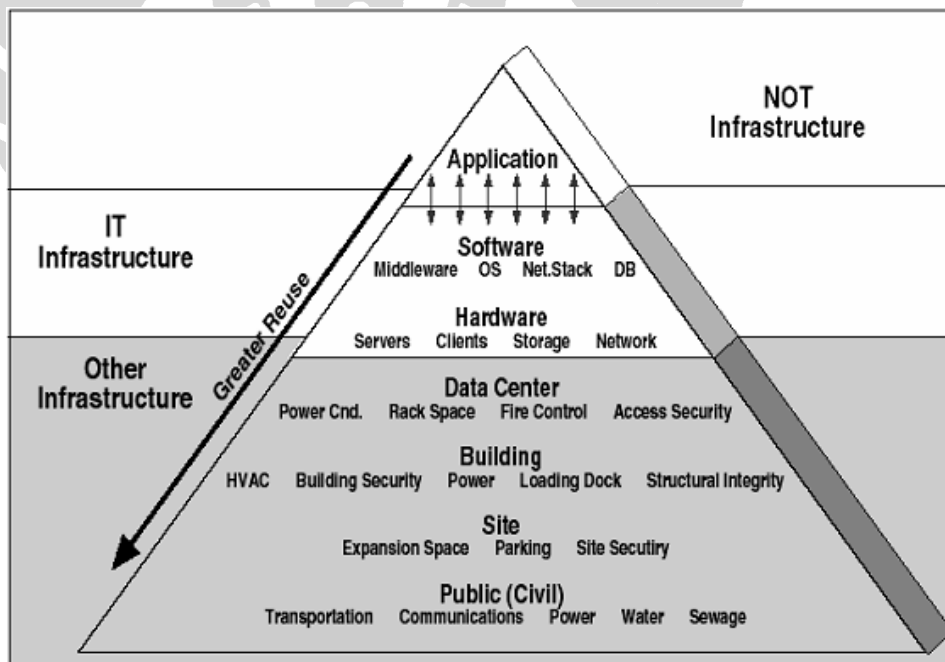 NOT
Infrastructure
Application
IT
Infrastructure
Software
Middleware OS Net.Stack DB
Greater Reuse
Hardware
Servers Clients Storage Network
Other
Infrastructure
Data Center
Power Cnd. Rack Space Fire Control Access Security
Building
HVAC Building Security Power Loading Dock Structural Integrity
Site
Expansion Space Parking Site Secutiry
Public (Civil)
Transportation Communications Power Water Sewage